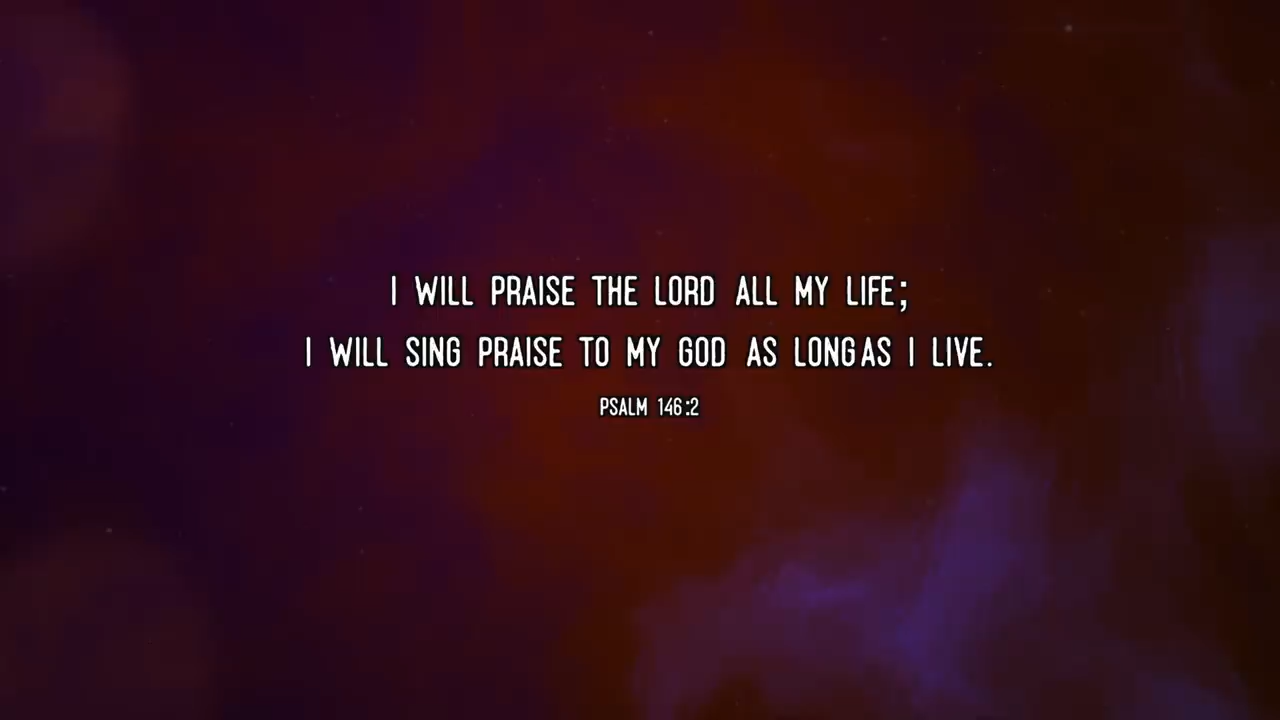 I WILL PRAISE THE LORD ALL MY LIFE;
I WILL SING PRAISE TO MY GOD AS LONGAS I LIVE.
PSALM 146:2